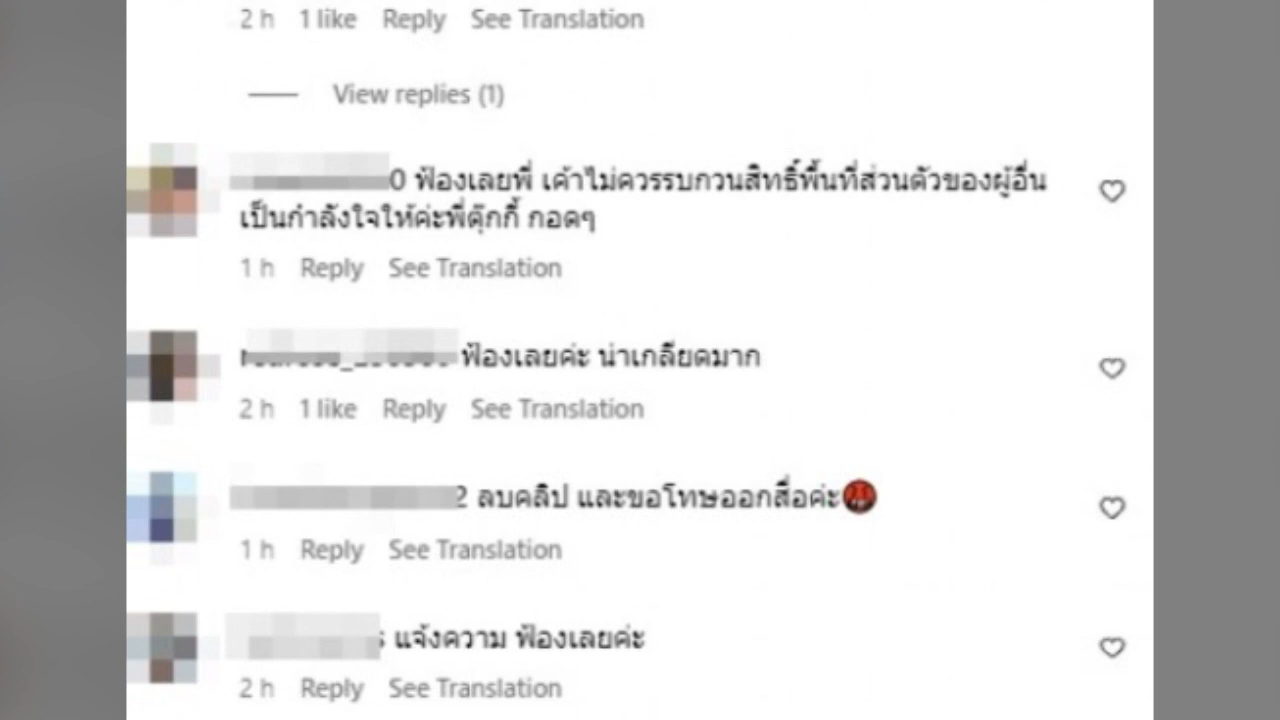 2 h 1 like Reply See Translation
View replies (1)
0 ฟ้องเลยพี่ เค้าไม่ควรรบกวนสิทธิ์พื้นที่ส่วนตัวของผู้อื่น
เป็นกำลังใจให้ค่ะพี่ตุ๊กกี้ กอดๆ
1 h Reply See Translation
ฟ้องเลยค่ะ น่าเกลียดมาก
2 h 1 like Reply See Translation
2 ลบคลิป และขอโทษออกสื่อค่ะ
1 h Reply See Translation
s แจ้งความ ฟ้องเลยค่ะ
2 h Reply See Translation